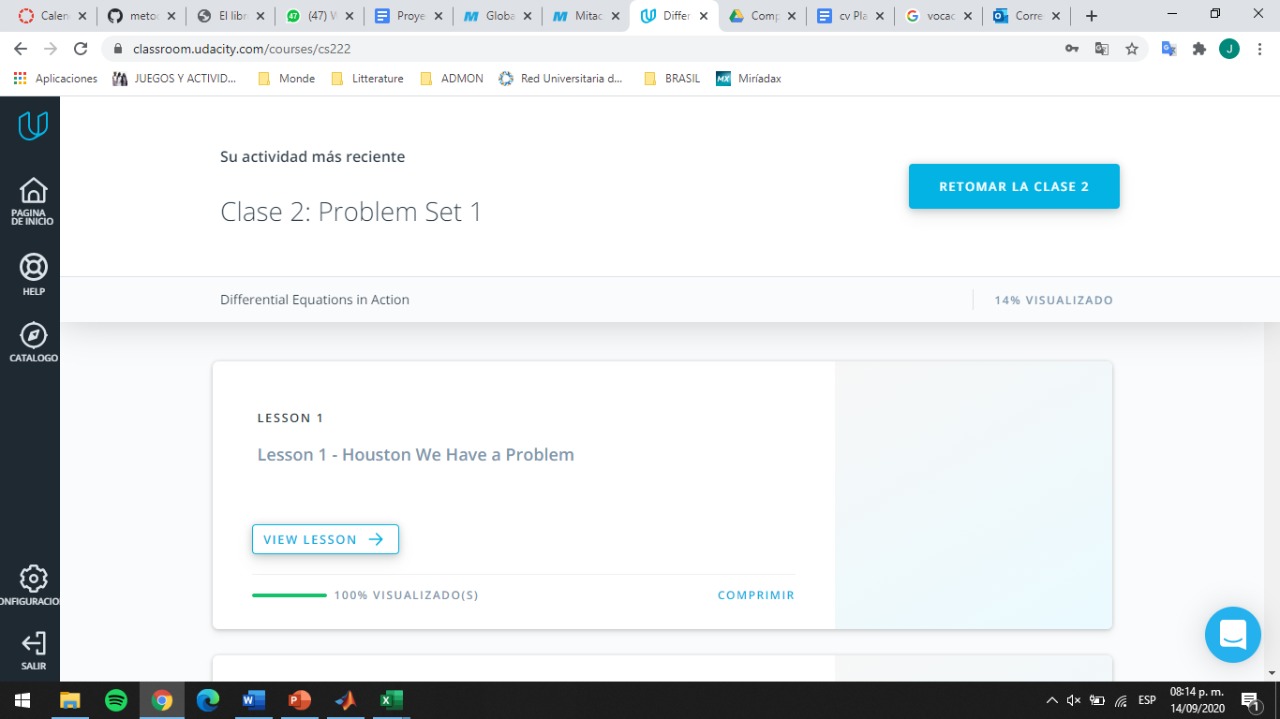 Calen
metoc
El libr
(47) W
Proye
Globa
Mitac
Differ
Comp
cv Pla
vocac
Corre
classroom.udacity.com/courses/cs222
J
Aplicaciones
JUEGOS Y ACTIVID...
Monde
Litterature
ADMON
Red Universitaria d...
BRASIL
Miríadax
PAGINA
DE INICIO
HELP
CATALOGO
ONFIGURACIO
SALIR
Su actividad más reciente
Clase 2: Problem Set 1
RETOMAR LA CLASE 2
Differential Equations in Action
14% VISUALIZADO
LESSON 1
Lesson 1 - Houston We Have a Problem
VIEW LESSON
100% VISUALIZADO(S)
COMPRIMIR
ESP
08:14 p. m.
14/09/2020
1